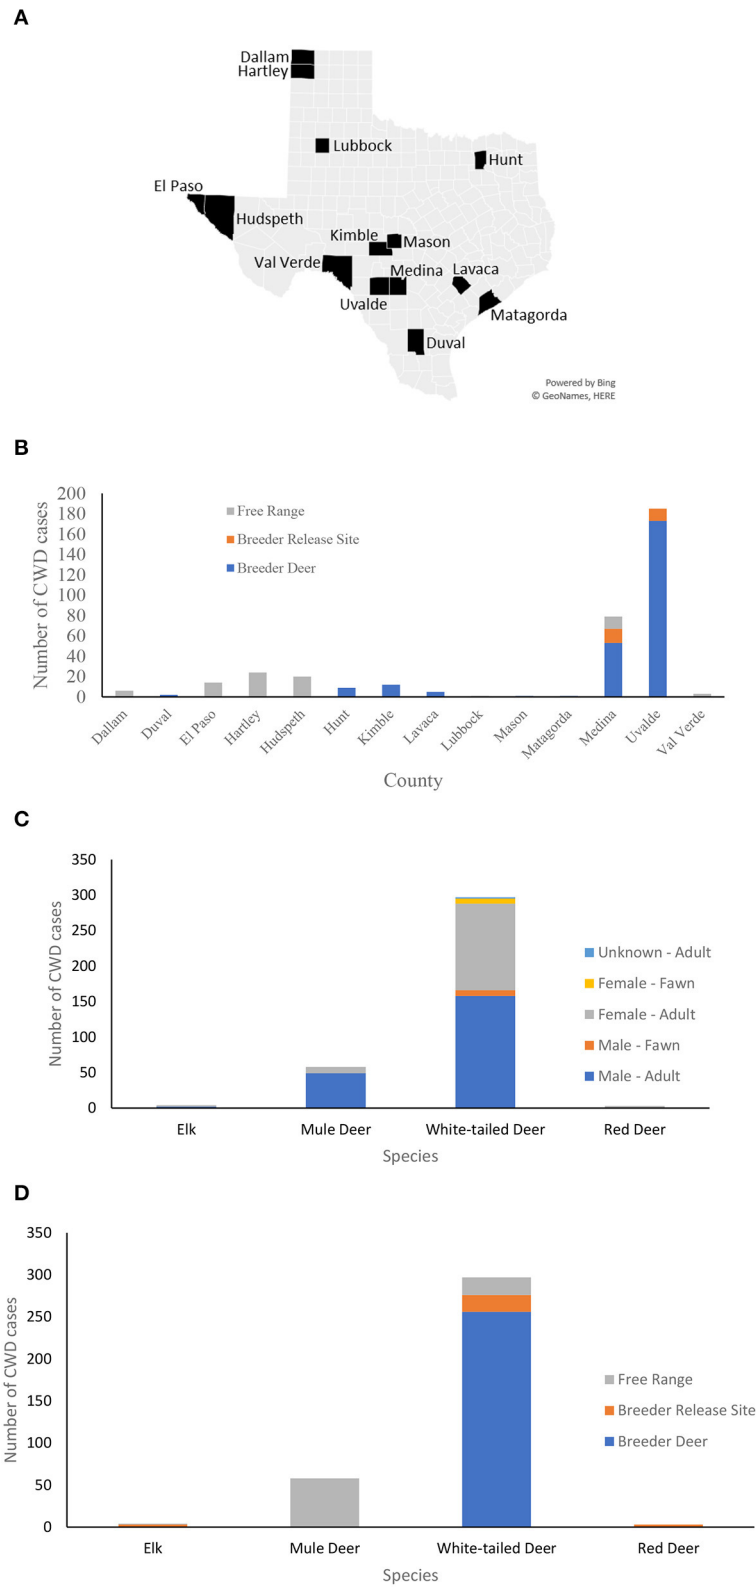 A
Dallam
Hartley
Lubbock
Hunt
El Paso
Hudspeth
Kimble
Mason
Val Verde
Medina
Lavaca
Uvalde
Matagorda
Duval
Powered by Bing
© GeoNames, HERE
B
200
180
160
140
120
100
80
60
40
20
0
Number of CWD cases
Free Range
Breeder Release Site
Breeder Deer
Dallam
Duval
El Paso
Hartley
Hudspeth
Hunt
Kimble
Lavaca
Lubbock
Mason
Matagorda
Medina
Uvalde
Val Verde
County
C
350
300
250
200
150
100
50
0
Number of CWD cases
Unknown - Adult
Female - Fawn
Female - Adult
Male - Fawn
Male - Adult
Elk
Mule Deer
White-tailed Deer
Red Deer
Species
D
350
300
250
200
150
100
50
0
Number of CWD cases
Free Range
Breeder Release Site
Breeder Deer
Elk
Mule Deer
White-tailed Deer
Red Deer
Species